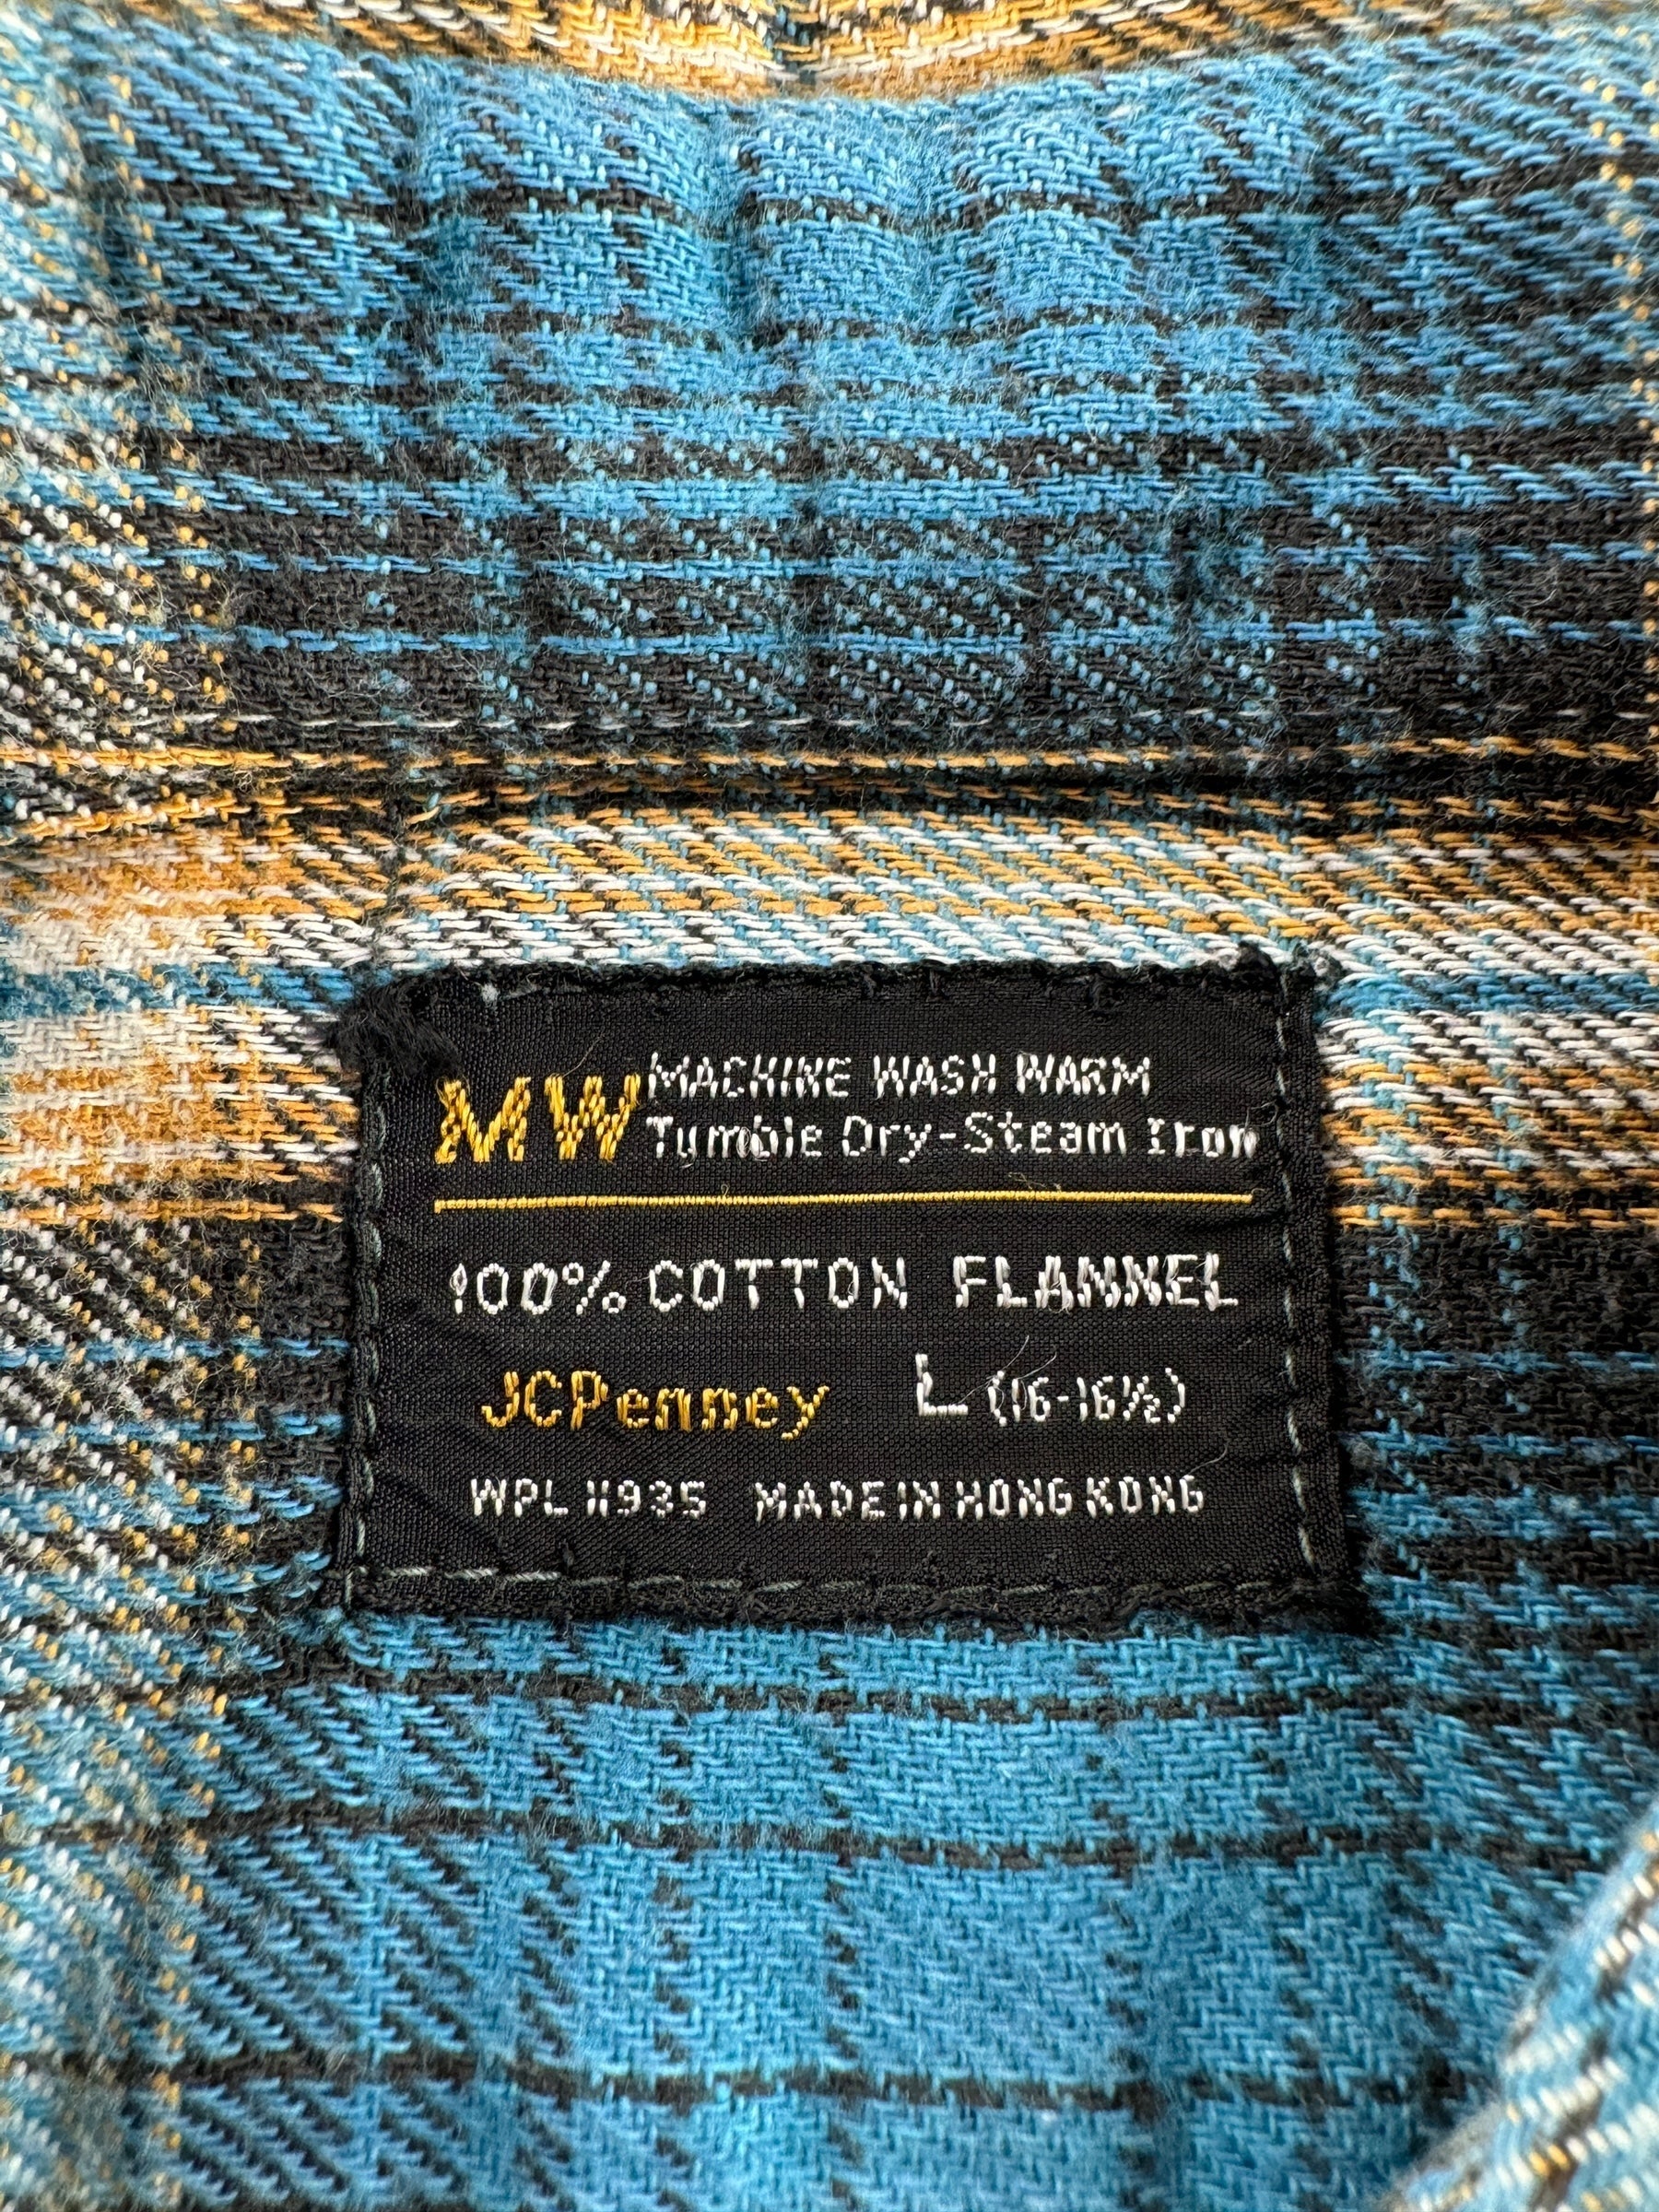 MW MACHINE WASH WARM
Tumble Dry-Steam Iron
100% COTTON FLANNEL
JCPenney L (16-16½)
WPL 11935 MADE IN HONG KONG